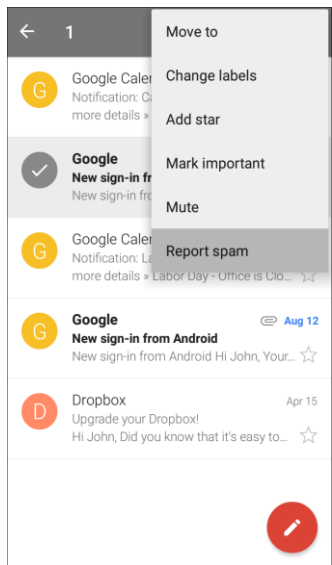 1
Move to
Change labels
Add star
Mark important
Mute
Report spam
G
Google Caler
Notification: Ca
more details »
Google
New sign-in fr
New sign-in fro
G
Google Caler
Notification: La
more details » Labor Day - Office is Clo...
G
Google
Aug 12
New sign-in from Android
New sign-in from Android Hi John, Your...
D
Dropbox
Apr 15
Upgrade your Dropbox!
Hi John, Did you know that it's easy to...